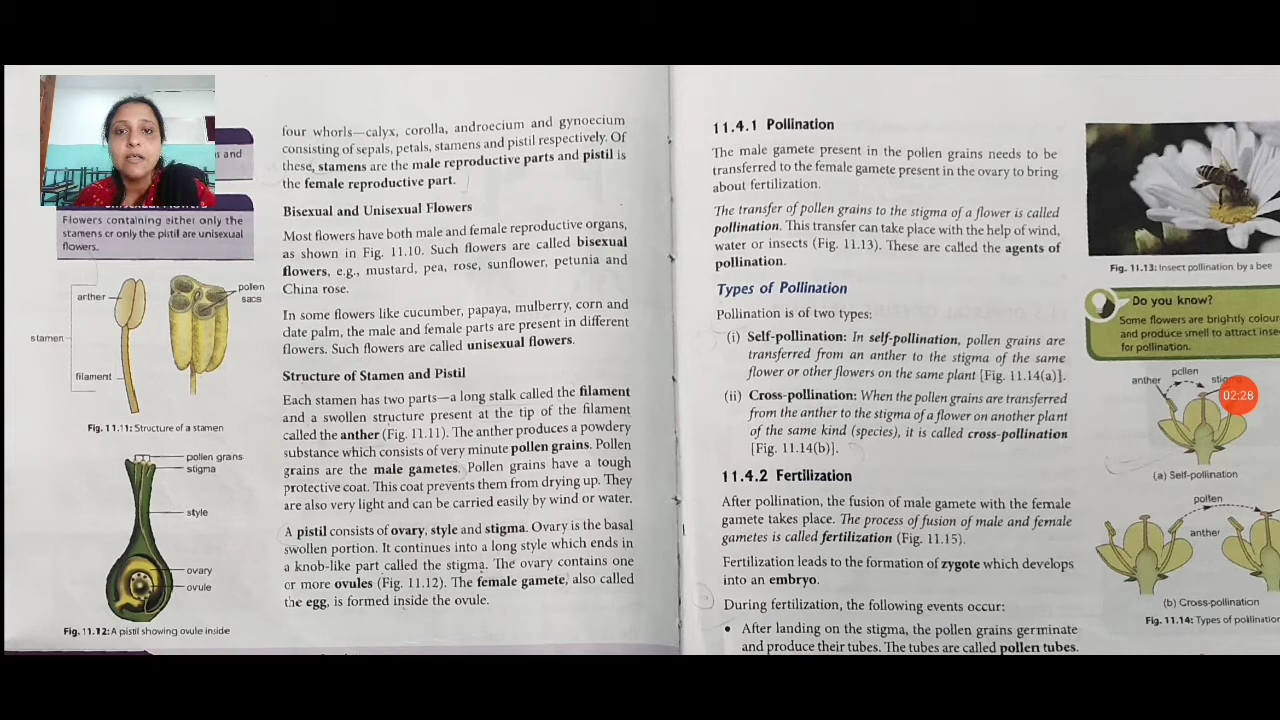 s and
Flowers containing either only the
stamens or only the pistil are unisexual
flowers.
anther
pollen
sacs
stamen
filament
Fig. 11.11: Structure of a stamen
pollen grans
stigma
style
ovary
ovule
Fig. 11.12: A pistil showing ovule inside
four whorls—calyx, corolla, androecium and gynoecium
consisting of sepals, petals, stamens and pistil respectively. Of
these, stamens are the male reproductive parts and pistil is
the female reproductive part.
Bisexual and Unisexual Flowers
Most flowers have both male and female reproductive organs,
as shown in Fig. 11.10. Such flowers are called bisexual
flowers, e.g., mustard, pea, rose, sunflower, petunia and
China rose.
In some flowers like cucumber, papaya, mulberry, corn and
date palm, the male and female parts are present in different
flowers. Such flowers are called unisexual flowers.
Structure of Stamen and Pistil
Each stamen has two parts—a long stalk called the filament
and a swollen structure present at the tip of the filament
called the anther (Fig. 11.11). The anther produces a powdery
substance which consists of very minute pollen grains. Pollen
grains are the male gametes. Pollen grains have a tough
protective coat. This coat prevents them from drying up. They
are also very light and can be carried easily by wind or water.
A pistil consists of ovary, style and stigma. Ovary is the basal
swollen portion. It continues into a long style which ends in
a knob-like part called the stigma. The ovary contains one
or more ovules (Fig. 11.12). The female gamete, also called
the egg, is formed inside the ovule.
11.4.1 Pollination
The male gamete present in the pollen grains needs to be
transferred to the female gamete present in the ovary to bring
about fertilization.
The transfer of pollen grains to the stigma of a flower is called
pollination. This transfer can take place with the help of wind,
water or insects (Fig. 11.13). These are called the agents of
pollination.
Types of Pollination
Pollination is of two types:
(i) Self-pollination: In self-pollination, pollen grains are
transferred from an anther to the stigma of the same
flower or other flowers on the same plant [Fig. 11.14(a)].
(ii) Cross-pollination: When the pollen grains are transferred
from the anther to the stigma of a flower on another plant
of the same kind (species), it is called cross-pollination
[Fig. 11.14(b)].
11.4.2 Fertilization
After pollination, the fusion of male gamete with the female
gamete takes place. The process of fusion of male and female
gametes is called fertilization (Fig. 11.15).
Fertilization leads to the formation of zygote which develops
into an embryo.
During fertilization, the following events occur:
• After landing on the stigma, the pollen grains germinate
and produce their tubes. The tubes are called pollen tubes.
Fig. 11.13: Insect pollination by a bee
Do you know?
Some flowers are brightly colour
and produce smell to attract inse
for pollination.
pollen
anther
stigma
02:28
(a) Self-pollination
pollen
anther
(b) Cross-pollination
Fig. 11.14: Types of pollination